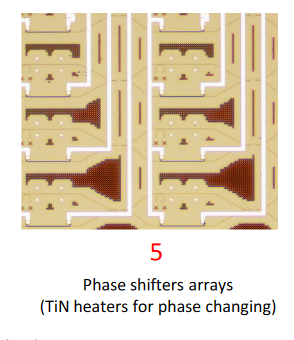 5
Phase shifters arrays
(TiN heaters for phase changing)